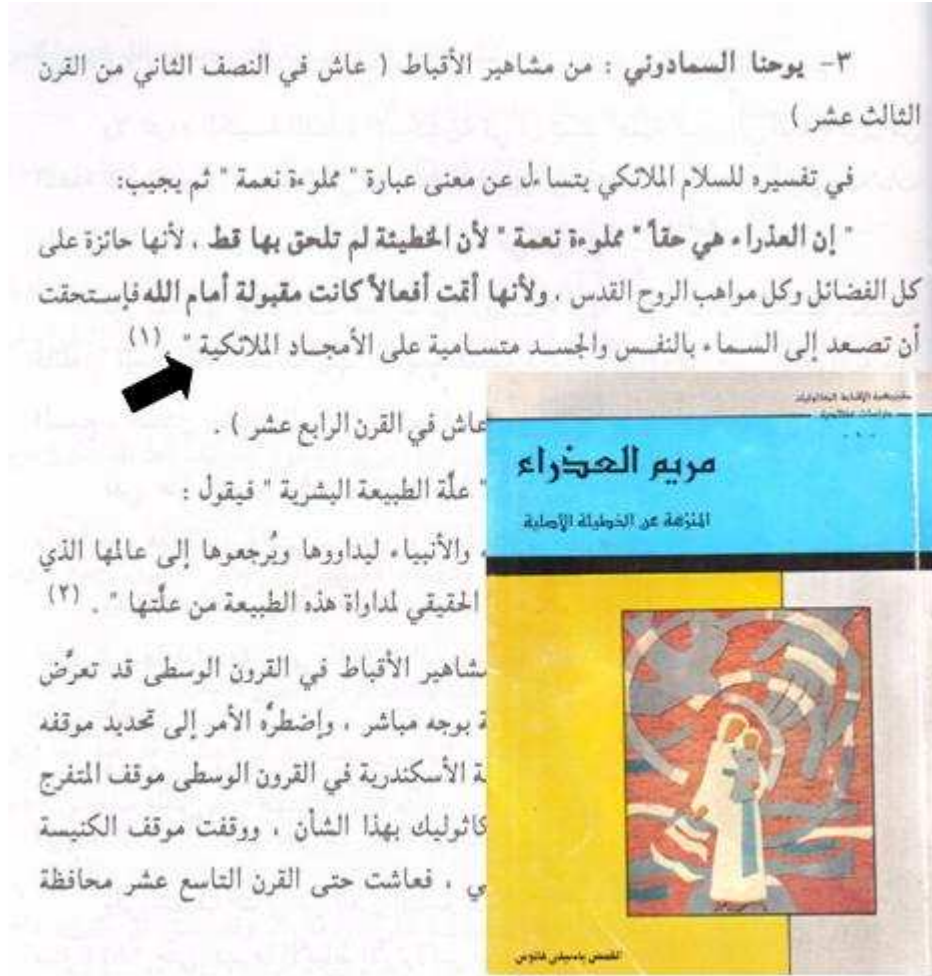 ٣- يوحنا السمادوني : من مشاهير الأقباط ( عاش في النصف الثاني من القرن
الثالث عشر )
في تفسيره للسلام الملائكي يتساءل عن معنى عبارة " مملوءة نعمة " ثم يجيب:
" إن العذراء هي حقاً " مملوءة نعمة " لأن الخطيئة لم تلحق بها قط ، لأنها حائزة على
كل الفضائل وكل مواهب الروح القدس ، ولأنها أتمت أفعالاً كانت مقبولة أمام الله فإستحقت
أن تصعد إلى السماء بالنفس والجسد متسامية على الأمجاد الملائكية " . (١)
عاش في القرن الرابع عشر ) .
" علّة الطبيعة البشرية " فيقول :
والأنبياء ليداروها ويُرجعوها إلى عالمها الذي
الحقيقي لمداواة هذه الطبيعة من علّتها " . (٢)
مشاهير الأقباط في القرون الوسطى قد تعرَّض
ة بوجه مباشر ، وإضطرُّه الأمر إلى تحديد موقفه
ة الأسكندرية في القرون الوسطى موقف المتفرج
كاثوليك بهذا الشأن ، ووقفت موقف الكنيسة
ي ، فعاشت حتى القرن التاسع عشر محافظة
مريم العذراء
المنزهة عن الخطيئة الأصلية
القمص باسيلي فانوس